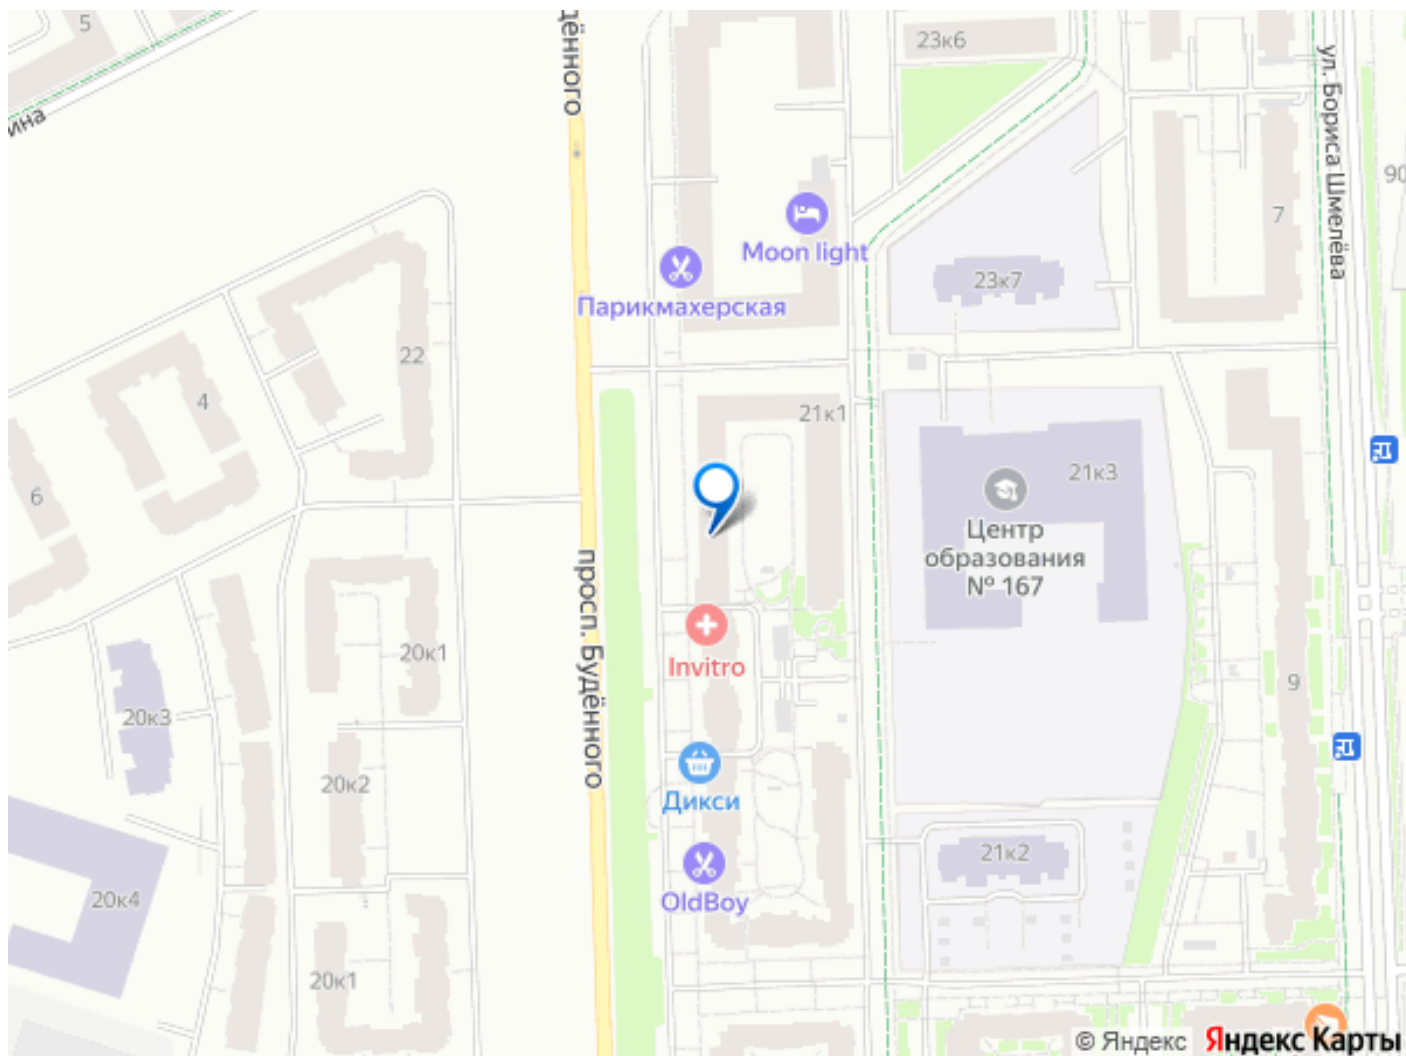 5
дённого
23к6
ул. Бориса Шмелёва
ина
90
7
Moon light
23к7
Парикмахерская
22
4
21к1
6
21к3
Центр
образования
№ 167
просп. Будённого
20к1
Invitro
9
20к3
20к2
Дикси
21к2
20к4
OldBoy
20к1
© Яндекс Яндекс Карты